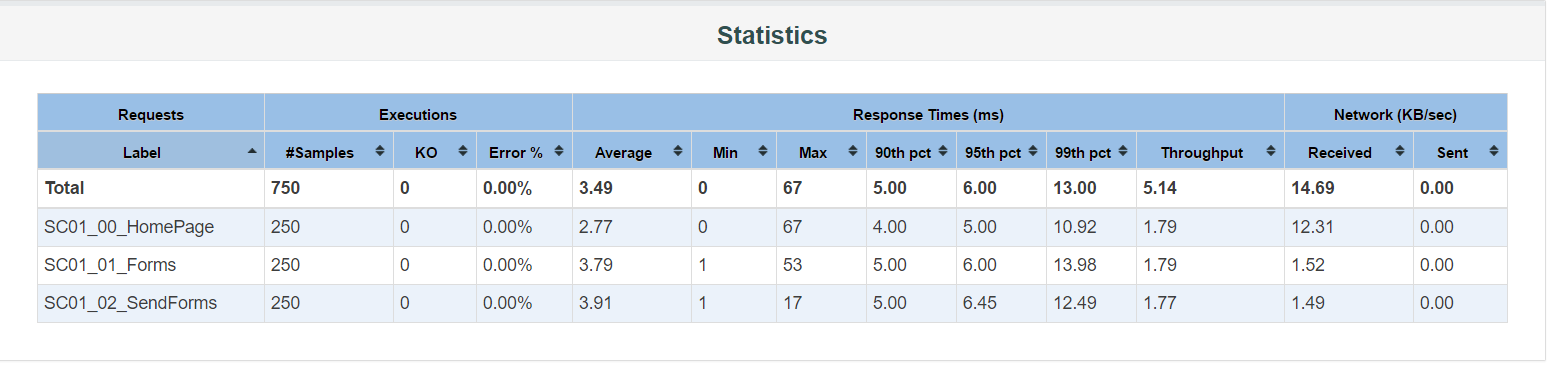 Statistics
Requests Executions Response Times (ms) Network (KB/sec)
Label #Samples KO Error % Average Min Max 90th pct 95th pct 99th pct Throughput Received Sent
Total 750 0 0.00% 3.49 0 67 5.00 6.00 13.00 5.14 14.69 0.00
SC01_00_HomePage 250 0 0.00% 2.77 0 67 4.00 5.00 10.92 1.79 12.31 0.00
SC01_01_Forms 250 0 0.00% 3.79 1 53 5.00 6.00 13.98 1.79 1.52 0.00
SC01_02_SendForms 250 0 0.00% 3.91 1 17 5.00 6.45 12.49 1.77 1.49 0.00